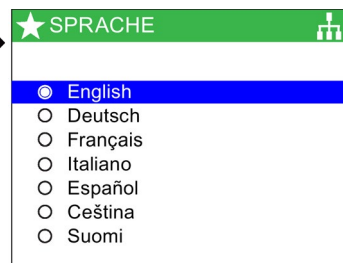 SPRACHE
English
Deutsch
Français
Italiano
Español
Ceština
Suomi